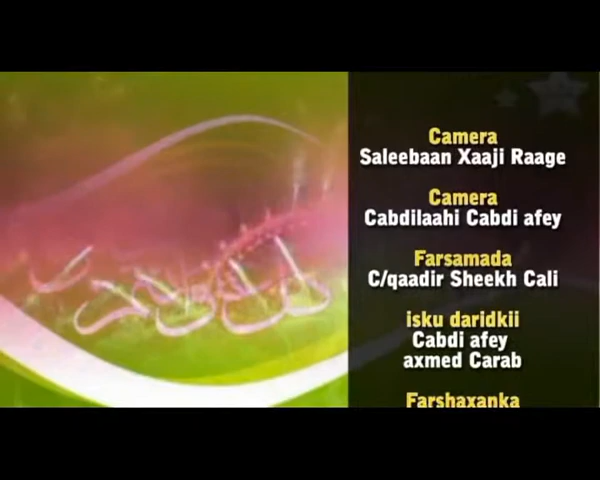 Camera
Saleebaan Xaaji Raage
Camera
Cabdilaahi Cabdi afey
Farsamada
C/qaadir Sheekh Cali
isku daridkii
Cabdi afey
axmed Carab
Farshaxanka